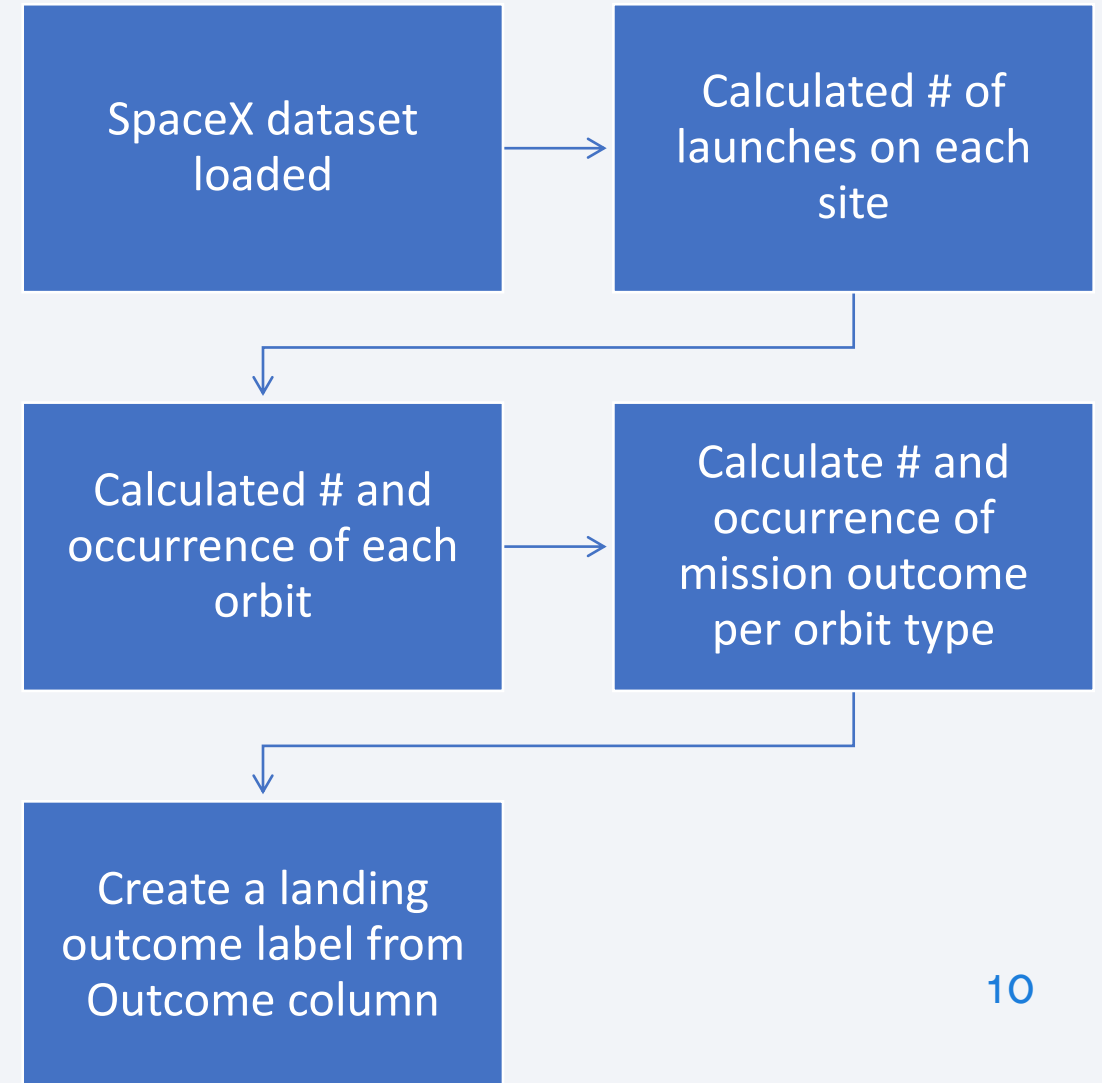 SpaceX dataset
loaded
Calculated # of
launches on each
site
Calculated # and
occurrence of each
orbit
Calculate # and
occurrence of
mission outcome
per orbit type
Create a landing
outcome label from
Outcome column
10